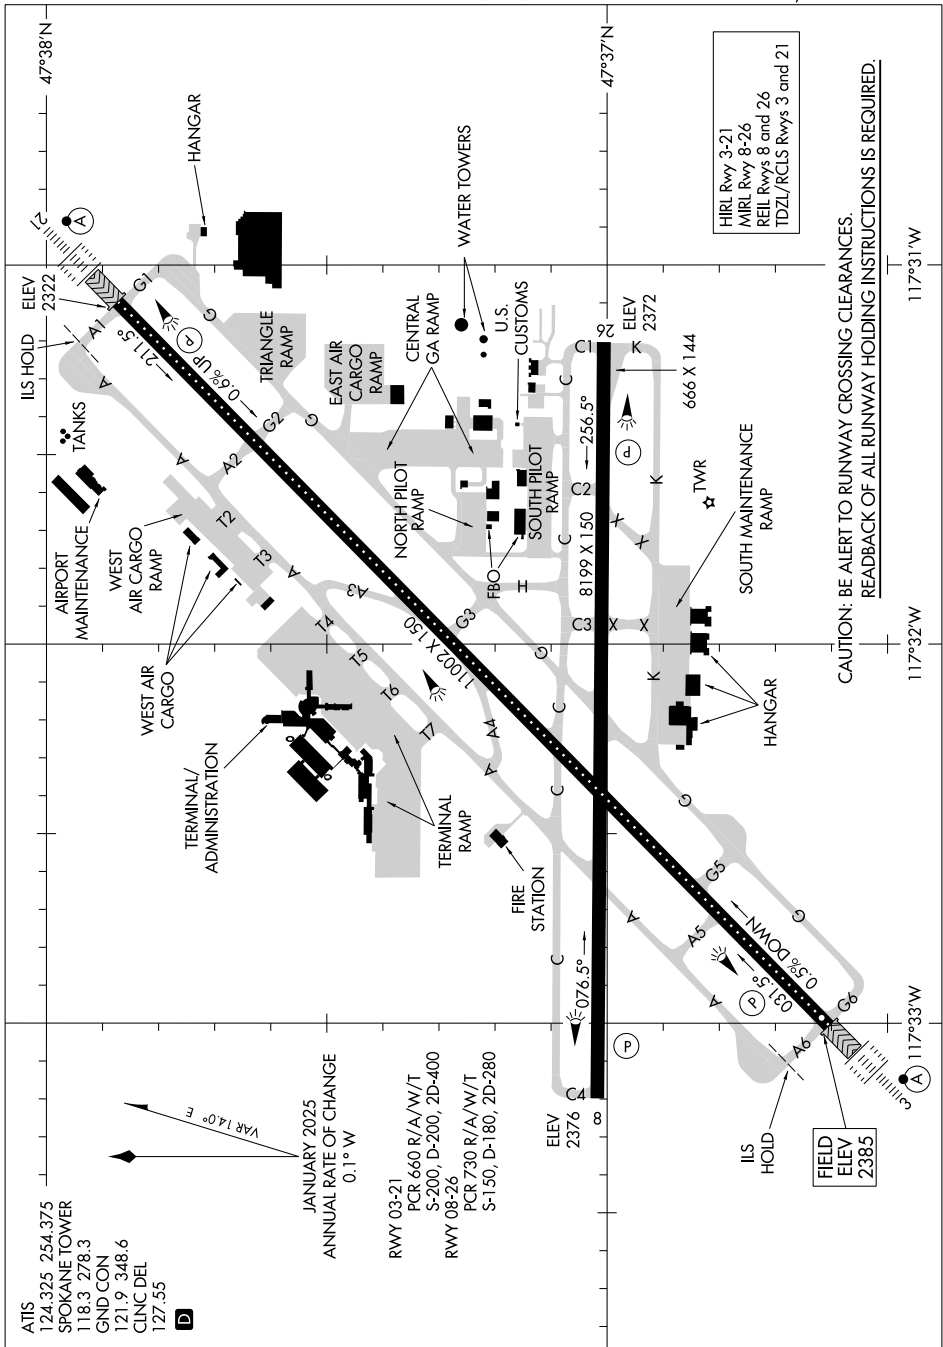 ATIS
124.325 254.375
SPOKANE TOWER
118.3 278.3
GND CON
121.9 348.6
CLNC DEL
127.55
D
VAR 14.0° E
JANUARY 2025
ANNUAL RATE OF CHANGE
0.1° W
RWY 03-21
PCR 660 R/A/W/T
S-200, D-200, 2D-400
RWY 08-26
PCR 730 R/A/W/T
S-150, D-180, 2D-280
47°38'N
47°37'N
117°31'W
117°32'W
117°33'W
HIRL Rwy 3-21
MIRL Rwy 8-26
REIL Rwys 8 and 26
TDZL/RCLS Rwys 3 and 21
CAUTION: BE ALERT TO RUNWAY CROSSING CLEARANCES.
READBACK OF ALL RUNWAY HOLDING INSTRUCTIONS IS REQUIRED.
21
A
ELEV
2322
ILS HOLD
A1
G1
211.5°
0.6% UP
P
A
G
HANGAR
TRIANGLE
RAMP
TANKS
AIRPORT
MAINTENANCE
WEST
AIR CARGO
RAMP
WEST AIR
CARGO
A
A2
G2
G
T2
T3
A
T4
T5
T6
T7
A3
G3
G
11002 X 150
A4
A
EAST AIR
CARGO
RAMP
CENTRAL
GA RAMP
WATER TOWERS
U.S.
CUSTOMS
NORTH PILOT
RAMP
SOUTH PILOT
RAMP
FBO
H
TERMINAL/
ADMINISTRATION
TERMINAL
RAMP
FIRE
STATION
26
ELEV
2372
C1
K
C
256.5°
666 X 144
P
C2
C
K
X
X
8199 X 150
TWR
SOUTH MAINTENANCE
RAMP
C3
X
X
K
HANGAR
C
C
C
076.5°
P
C4
8
ELEV
2376
G
A
G5
A5
G
A
0.5% DOWN
031.5°
P
G6
A6
ILS
HOLD
3
A
FIELD
ELEV
2385